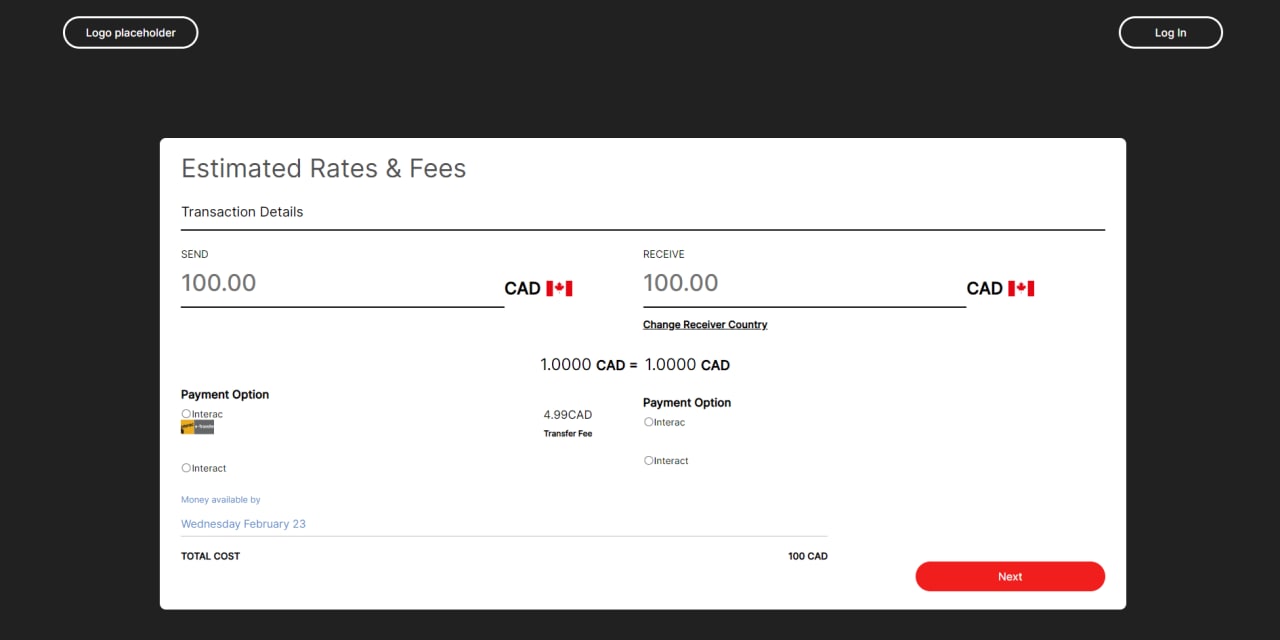 Logo placeholder
Log In
Estimated Rates & Fees
Transaction Details
SEND
100.00
CAD
RECEIVE
100.00
CAD
Change Receiver Country
1.0000 CAD = 1.0000 CAD
Payment Option
Interac
Interact
4.99CAD
Transfer Fee
Payment Option
Interac
Interact
Money available by
Wednesday February 23
TOTAL COST
100 CAD
Next